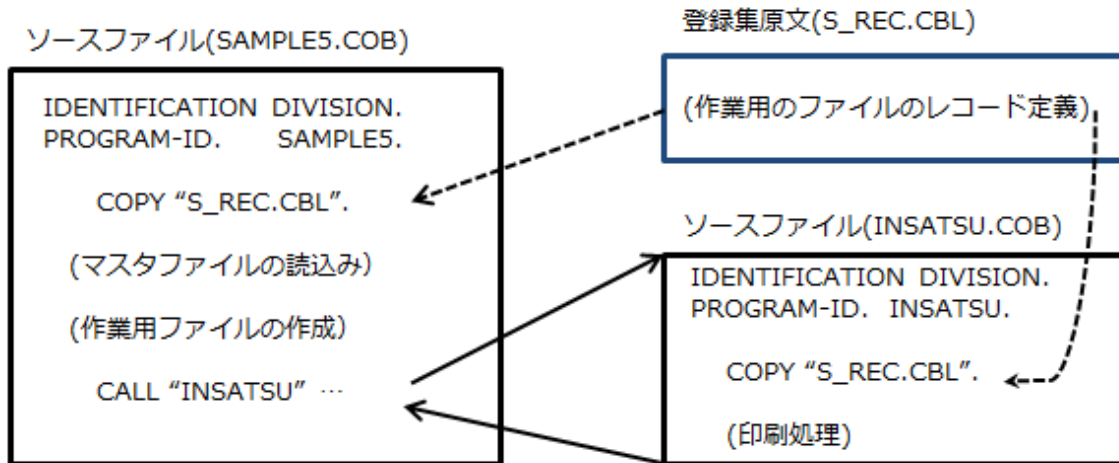 ソースファイル(SAMPLE5.COB)
IDENTIFICATION DIVISION.
PROGRAM-ID. SAMPLE5.
COPY “S_REC.CBL”.
(マスタファイルの読込み)
(作業用ファイルの作成)
CALL “INSATSU” …
登録集原文(S_REC.CBL)
(作業用のファイルのレコード定義)
ソースファイル(INSATSU.COB)
IDENTIFICATION DIVISION.
PROGRAM-ID. INSATSU.
COPY “S_REC.CBL”.
(印刷処理)